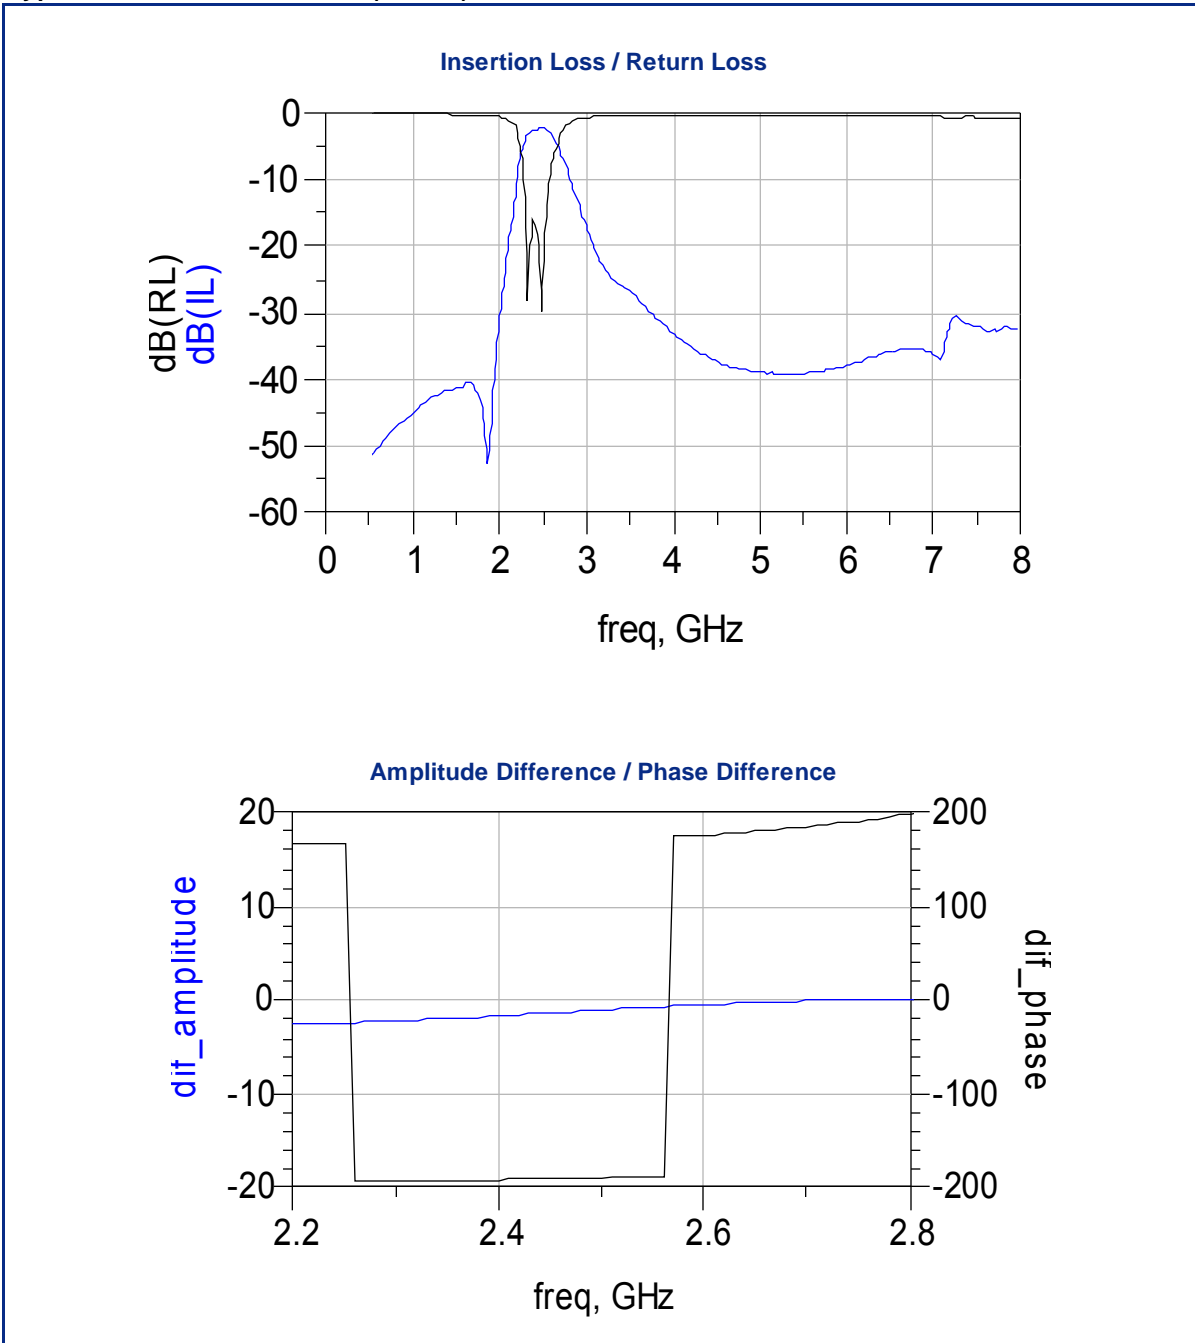 Insertion Loss / Return Loss
0
-10
-20
-30
-40
-50
-60
dB(RL)
dB(IL)
0 1 2 3 4 5 6 7 8
freq, GHz
Amplitude Difference / Phase Difference
20
10
0
-10
-20
dif_amplitude
200
100
0
-100
-200
dif_phase
2.2 2.4 2.6 2.8
freq, GHz